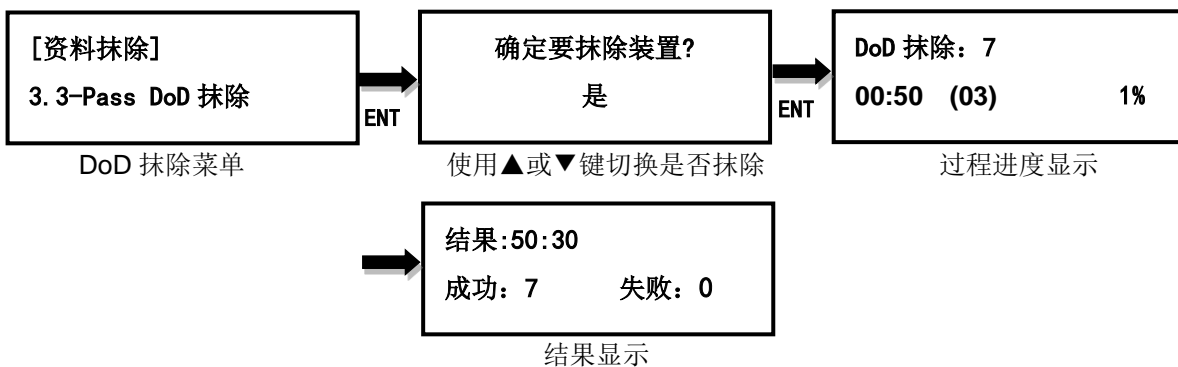 [资料抹除]
3.3-Pass DoD 抹除
ENT
确定要抹除装置?
是
ENT
DoD 抹除：7
00:50 (03) 1%
DoD 抹除菜单
使用▲或▼键切换是否抹除
过程进度显示
结果:50:30
成功：7 失败：0
结果显示